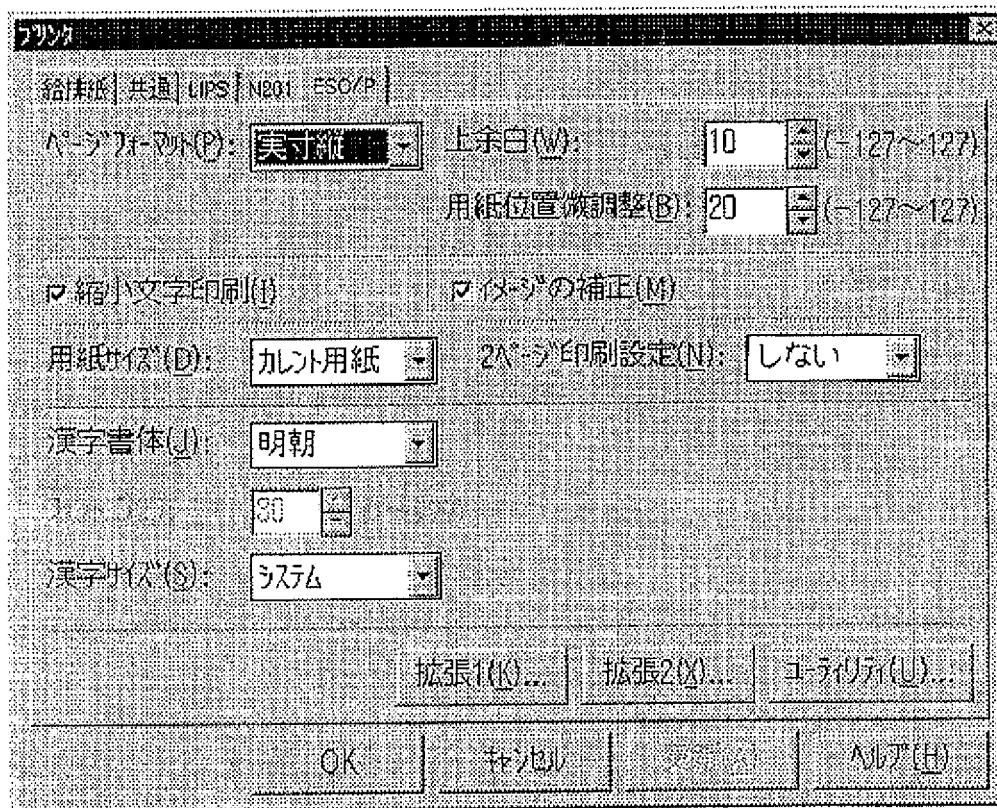 プリンタ
給排紙 共通 LIPS N201 ESC/P
ページフォーマット(P): 実寸縦 上余白(W): 10 (-127~127)
用紙位置微調整(B): 20 (-127~127)
縮小文字印刷(I) イメージの補正(M)
用紙サイズ(D): カレント用紙 2ページ印刷設定(N): しない
漢字書体(J): 明朝
30
漢字サイズ(S): システム
拡張1(K)... 拡張2(X)... ユーティリティ(U)...
OK キャンセル ヘルプ(H)